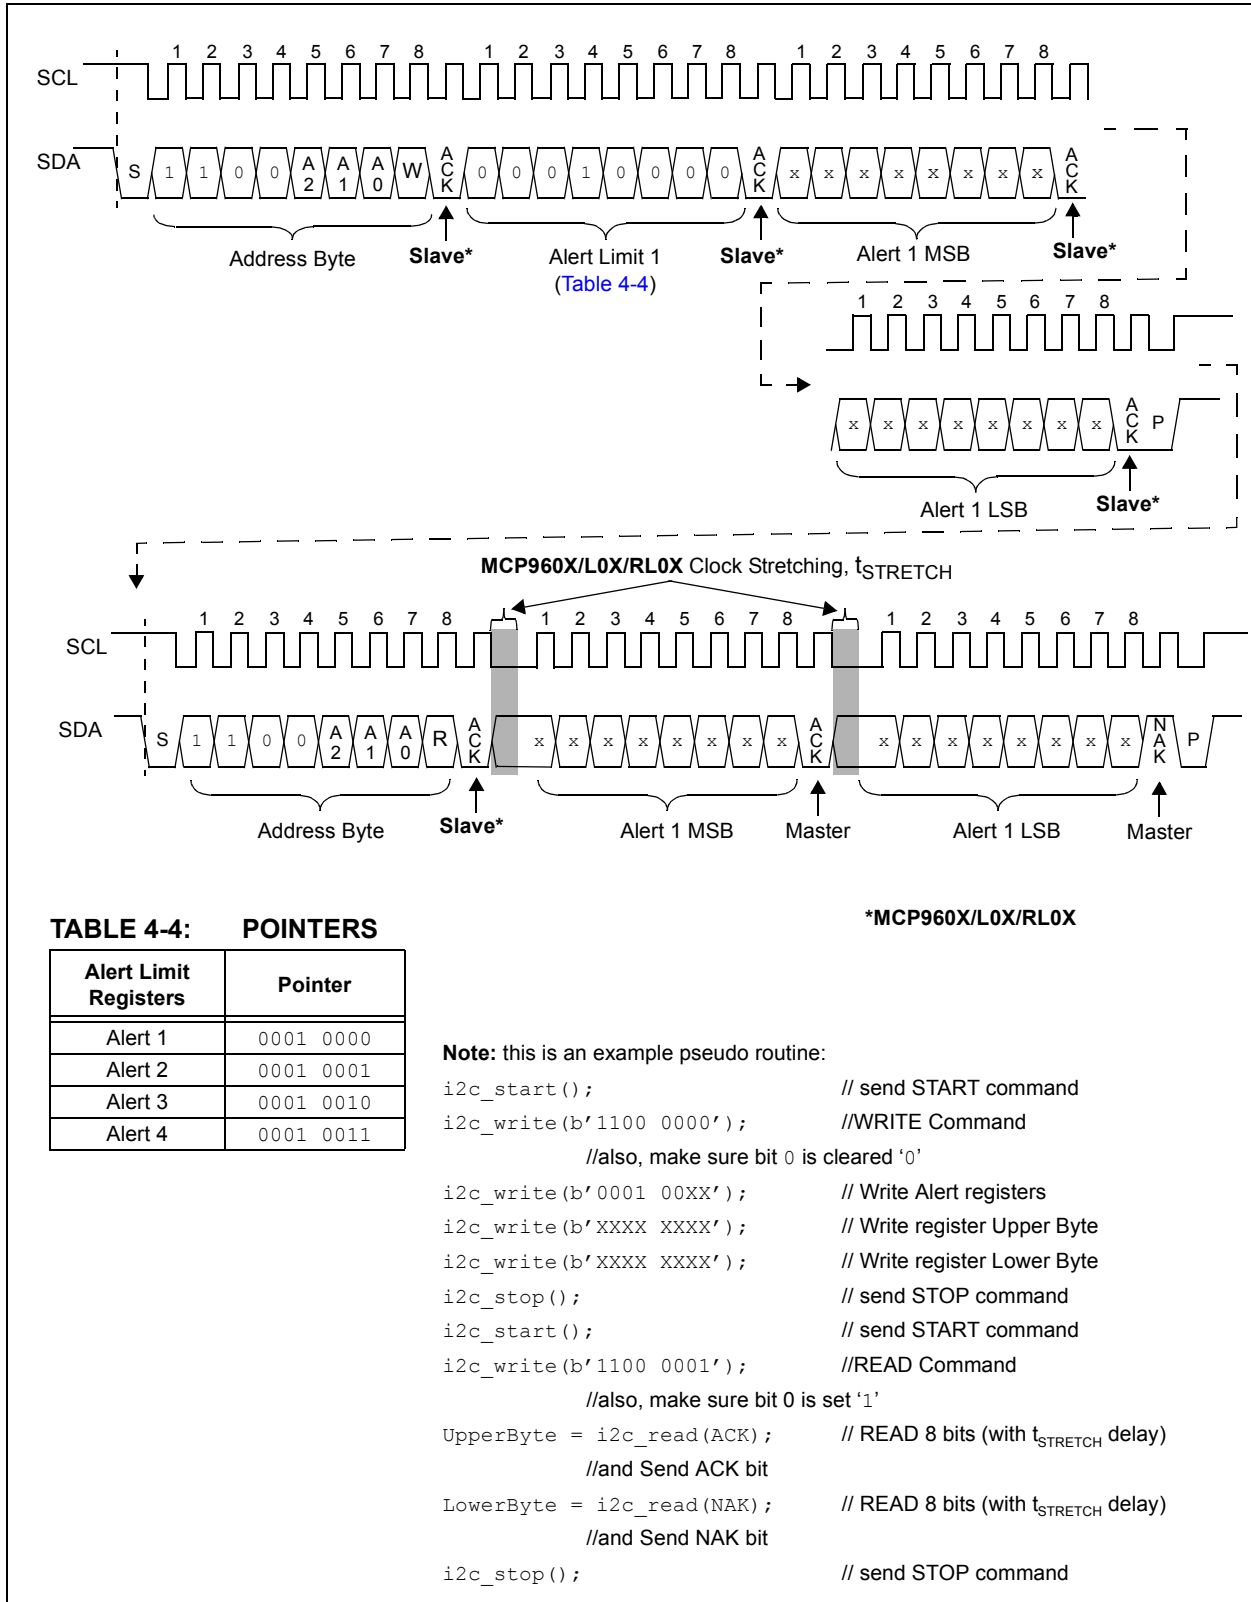 1 2 3 4 5 6 7 8 1 2 3 4 5 6 7 8 1 2 3 4 5 6 7 8
SCL
SDA S 1 1 0 0 A2 A1 A0 W ACK 0 0 0 1 0 0 0 0 ACK x x x x x x x x ACK
Address Byte Slave* Alert Limit 1 Slave* Alert 1 MSB Slave*
(Table 4-4)
1 2 3 4 5 6 7 8
x x x x x x x x ACK P
Alert 1 LSB Slave*
MCP960X/L0X/RL0X Clock Stretching, tSTRETCH
1 2 3 4 5 6 7 8 1 2 3 4 5 6 7 8 1 2 3 4 5 6 7 8
SCL
SDA S 1 1 0 0 A2 A1 A0 R ACK x x x x x x x x ACK x x x x x x x x NAK P
Address Byte Slave* Alert 1 MSB Master Alert 1 LSB Master
*MCP960X/L0X/RL0X
TABLE 4-4: POINTERS
Alert Limit Registers Pointer
Alert 1 0001 0000
Alert 2 0001 0001
Alert 3 0001 0010
Alert 4 0001 0011
Note: this is an example pseudo routine:
i2c_start(); // send START command
i2c_write(b’1100 0000’); //WRITE Command
//also, make sure bit 0 is cleared ‘0’
i2c_write(b’0001 00XX’); // Write Alert registers
i2c_write(b’XXXX XXXX’); // Write register Upper Byte
i2c_write(b’XXXX XXXX’); // Write register Lower Byte
i2c_stop(); // send STOP command
i2c_start(); // send START command
i2c_write(b’1100 0001’); //READ Command
//also, make sure bit 0 is set ‘1’
UpperByte = i2c_read(ACK); // READ 8 bits (with tSTRETCH delay)
//and Send ACK bit
LowerByte = i2c_read(NAK); // READ 8 bits (with tSTRETCH delay)
//and Send NAK bit
i2c_stop(); // send STOP command